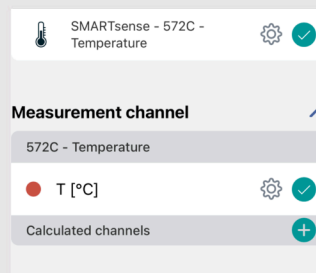 SMARTsense - 572C -
Temperature
Measurement channel
572C - Temperature
T [°C]
Calculated channels